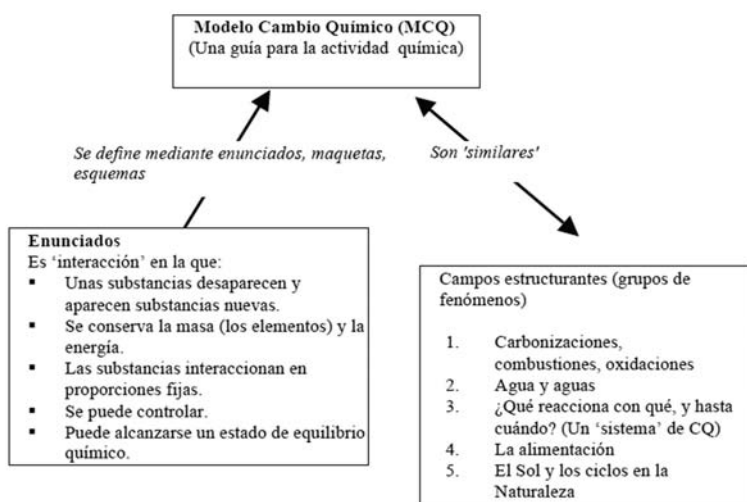 Modelo Cambio Químico (MCQ)
(Una guía para la actividad química)
Se define mediante enunciados, maquetas,
esquemas
Son 'similares'
Enunciados
Es ‘interacción’ en la que:
▪ Unas substancias desaparecen y
aparecen substancias nuevas.
▪ Se conserva la masa (los elementos) y la
energía.
▪ Las substancias interaccionan en
proporciones fijas.
▪ Se puede controlar.
▪ Puede alcanzarse un estado de equilibrio
químico.
Campos estructurantes (grupos de
fenómenos)
1. Carbonizaciones,
combustiones, oxidaciones
2. Agua y aguas
3. ¿Qué reacciona con qué, y hasta
cuándo? (Un ‘sistema’ de CQ)
4. La alimentación
5. El Sol y los ciclos en la
Naturaleza